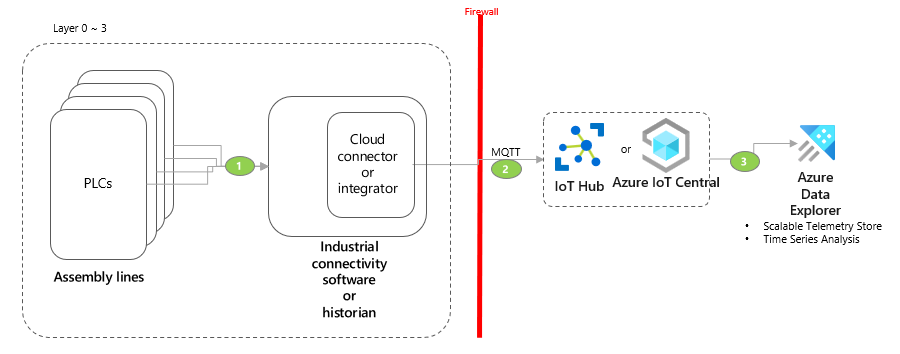 Firewall
Layer 0 ~ 3
PLCs
Assembly lines
1
Cloud
connector
or
integrator
Industrial
connectivity
software
or
historian
MQTT
2
IoT Hub
or
Azure IoT Central
3
Azure
Data
Explorer
• Scalable Telemetry Store
• Time Series Analysis